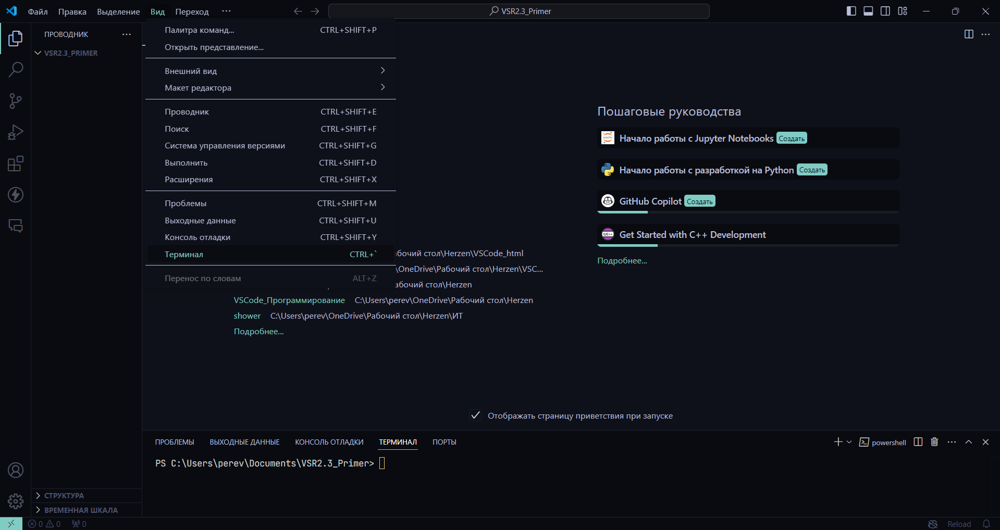 Файл Правка Выделение Вид Переход ···
VSR2.3_Primer
ПРОВОДНИК
VSR2.3_PRIMER
Палитра команд... CTRL+SHIFT+P
Открыть представление...
Внешний вид
Макет редактора
Проводник CTRL+SHIFT+E
Поиск CTRL+SHIFT+F
Система управления версиями CTRL+SHIFT+G
Выполнить CTRL+SHIFT+D
Расширения CTRL+SHIFT+X
Проблемы CTRL+SHIFT+M
Выходные данные CTRL+SHIFT+U
Консоль отладки CTRL+SHIFT+Y
Терминал CTRL+`
Перенос по словам ALT+Z
бочий стол\Herzen\VSCode_html
\OneDrive\Рабочий стол\Herzen\VSC...
абочий стол\Herzen
VSCode_Программирование C:\Users\perev\OneDrive\Рабочий стол\Herzen
shower C:\Users\perev\OneDrive\Рабочий стол\Herzen\ИТ
Подробнее...
Пошаговые руководства
Начало работы с Jupyter Notebooks Создать
Начало работы с разработкой на Python Создать
GitHub Copilot Создать
C/C++ Get Started with C++ Development
Подробнее...
Отображать страницу приветствия при запуске
ПРОБЛЕМЫ ВЫХОДНЫЕ ДАННЫЕ КОНСОЛЬ ОТЛАДКИ ТЕРМИНАЛ ПОРТЫ
powershell
PS C:\Users\perev\Documents\VSR2.3_Primer>
СТРУКТУРА
ВРЕМЕННАЯ ШКАЛА
0 0 0
Reload